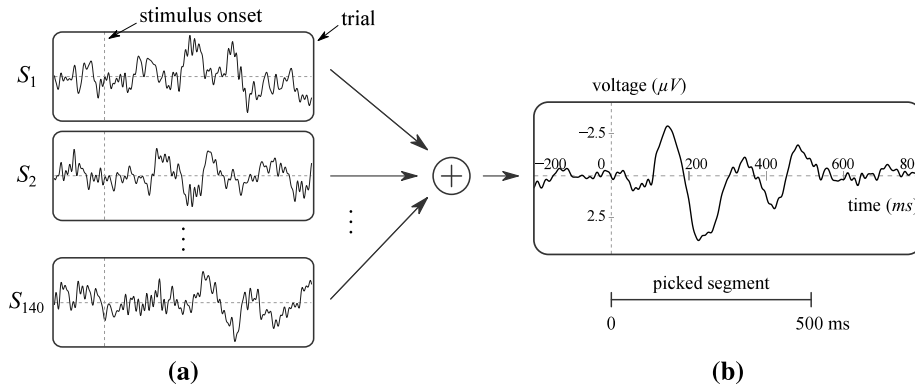 stimulus onset
trial
S1
S2
S140
(a)
voltage (μV)
−2.5
−200 0 200 400 600 80
time (ms)
2.5
picked segment
0 500 ms
(b)